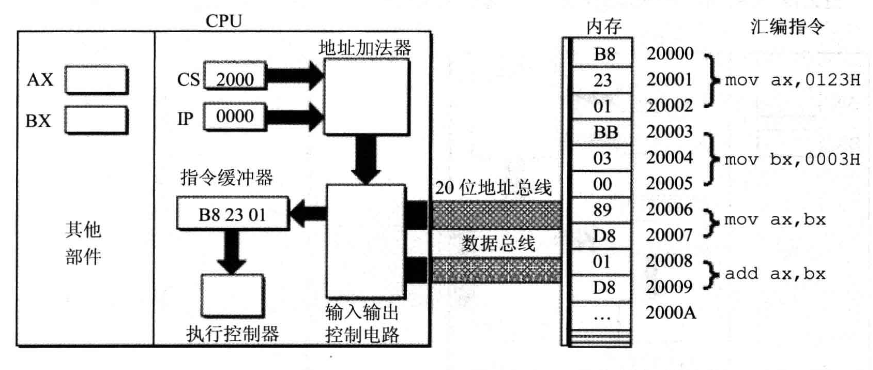 CPU
AX
BX
其他
部件
CS 2000
IP 0000
地址加法器
指令缓冲器
B8 23 01
执行控制器
输入输出
控制电路
20 位地址总线
数据总线
内存
汇编指令
B8 20000
23 20001
01 20002
mov ax,0123H
BB 20003
03 20004
00 20005
mov bx,0003H
89 20006
D8 20007
mov ax,bx
01 20008
D8 20009
add ax,bx
… 2000A